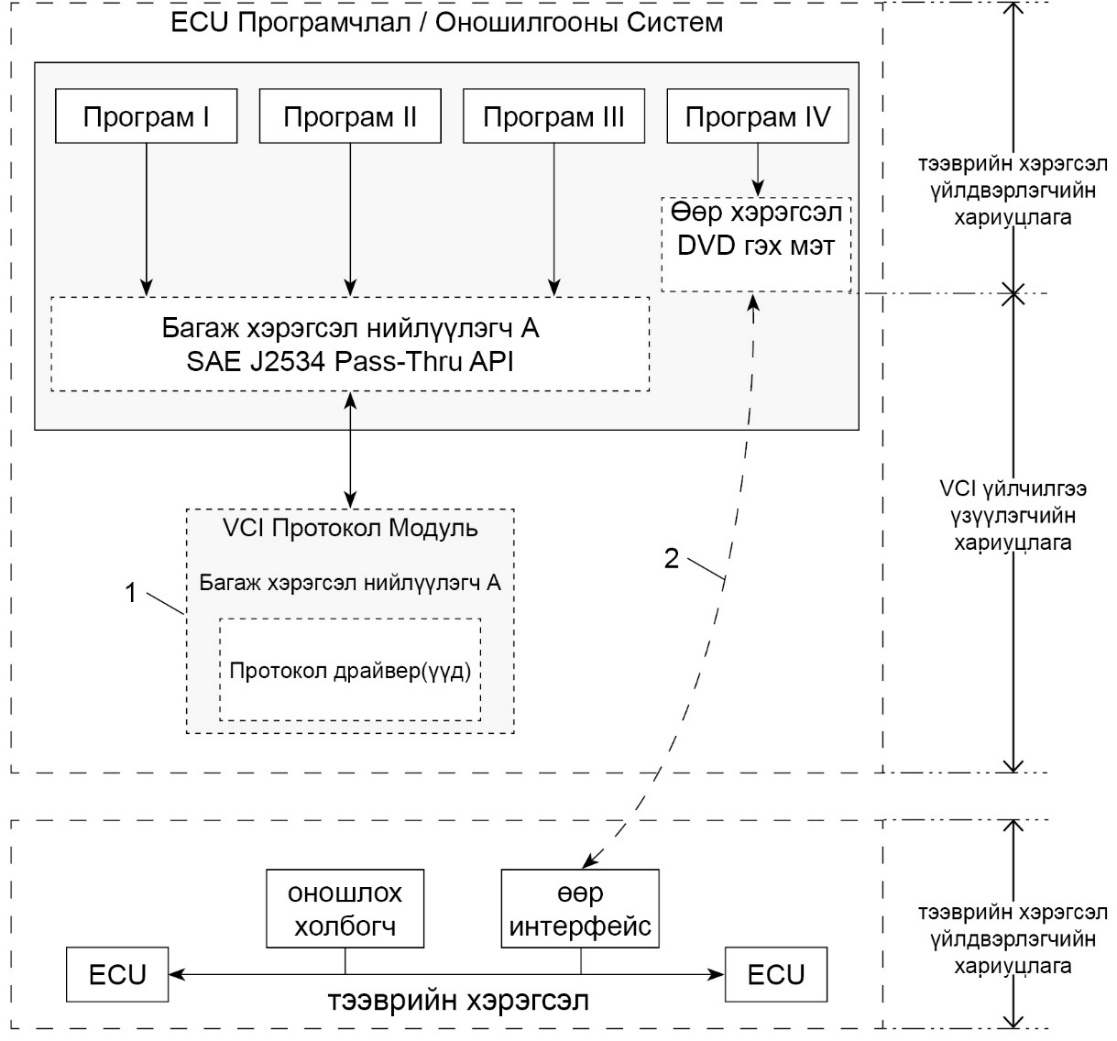 ECU Програмчлал / Оношилгооны Систем
Програм I
Програм II
Програм III
Програм IV
тээврийн хэрэгсэл
үйлдвэрлэгчийн
хариуцлага
Өөр хэрэгсэл
DVD гэх мэт
Багаж хэрэгсэл нийлүүлэгч А
SAE J2534 Pass-Thru API
VCI үйлчилгээ
үзүүлэгчийн
хариуцлага
VCI Протокол Модуль
2
1
Багаж хэрэгсэл нийлүүлэгч А
Протокол драйвер(үүд)
оношлох
холбогч
өөр
интерфейс
тээврийн хэрэгсэл
үйлдвэрлэгчийн
хариуцлага
ECU
ECU
тээврийн хэрэгсэл